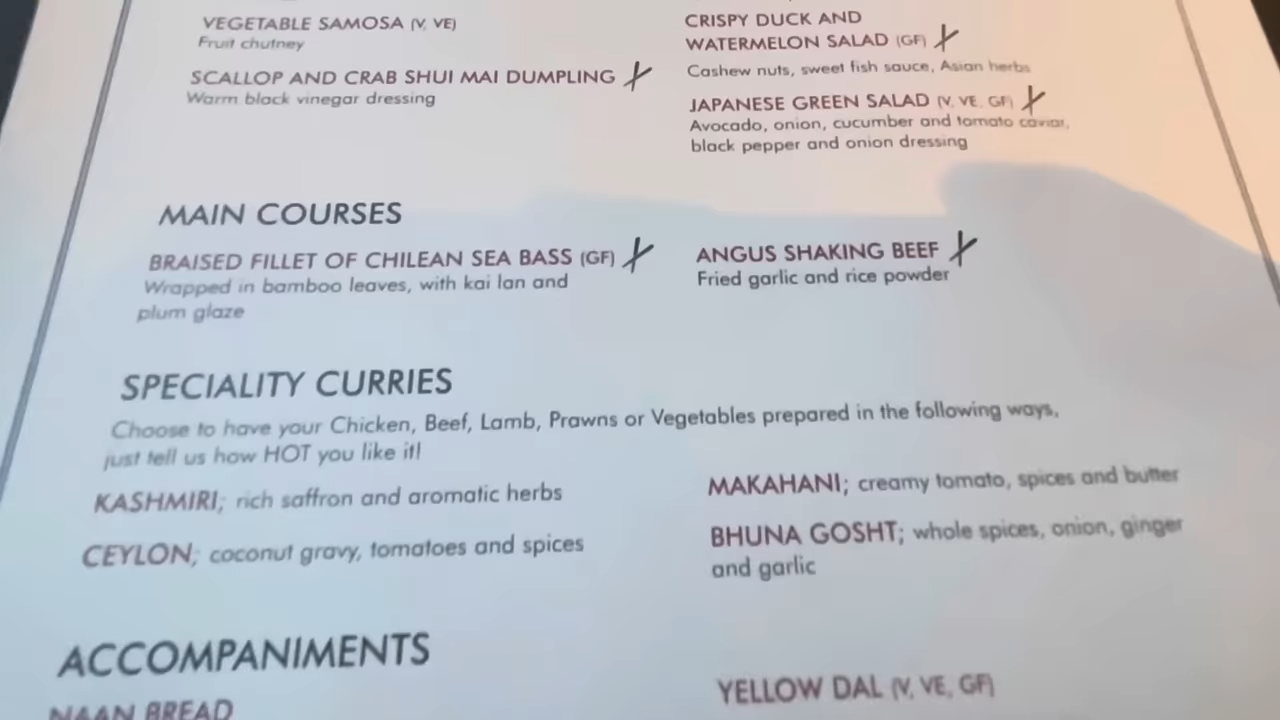 VEGETABLE SAMOSA (V, VE)
Fruit chutney
SCALLOP AND CRAB SHUI MAI DUMPLING
Warm black vinegar dressing
CRISPY DUCK AND
WATERMELON SALAD (GF)
Cashew nuts, sweet fish sauce, Asian herbs
JAPANESE GREEN SALAD (V, VE, GF)
Avocado, onion, cucumber and tomato caviar,
black pepper and onion dressing
MAIN COURSES
BRAISED FILLET OF CHILEAN SEA BASS (GF)
Wrapped in bamboo leaves, with kai lan and
plum glaze
ANGUS SHAKING BEEF
Fried garlic and rice powder
SPECIALITY CURRIES
Choose to have your Chicken, Beef, Lamb, Prawns or Vegetables prepared in the following ways,
just tell us how HOT you like it!
KASHMIRI; rich saffron and aromatic herbs
CEYLON; coconut gravy, tomatoes and spices
MAKAHANI; creamy tomato, spices and butter
BHUNA GOSHT; whole spices, onion, ginger
and garlic
ACCOMPANIMENTS
NAAN BREAD
YELLOW DAL (V, VE, GF)